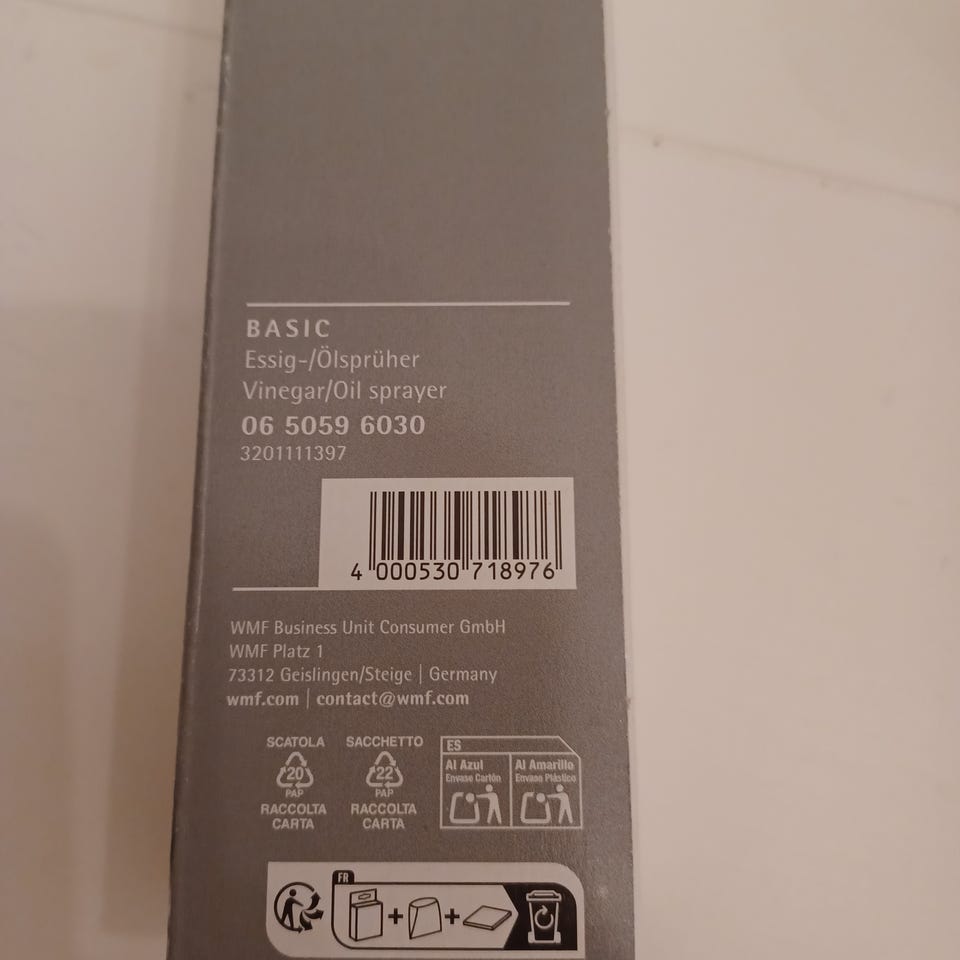 BASIC
Essig-/Ölsprüher
Vinegar/Oil sprayer
06 5059 6030
3201111397
4 000530 718976
WMF Business Unit Consumer GmbH
WMF Platz 1
73312 Geislingen/Steige | Germany
wmf.com | contact@wmf.com
SCATOLA SACCHETTO
20 22
PAP PAP
RACCOLTA RACCOLTA
CARTA CARTA
ES
Al Azul Al Amarillo
Envase Cartón Envase Plástico
FR